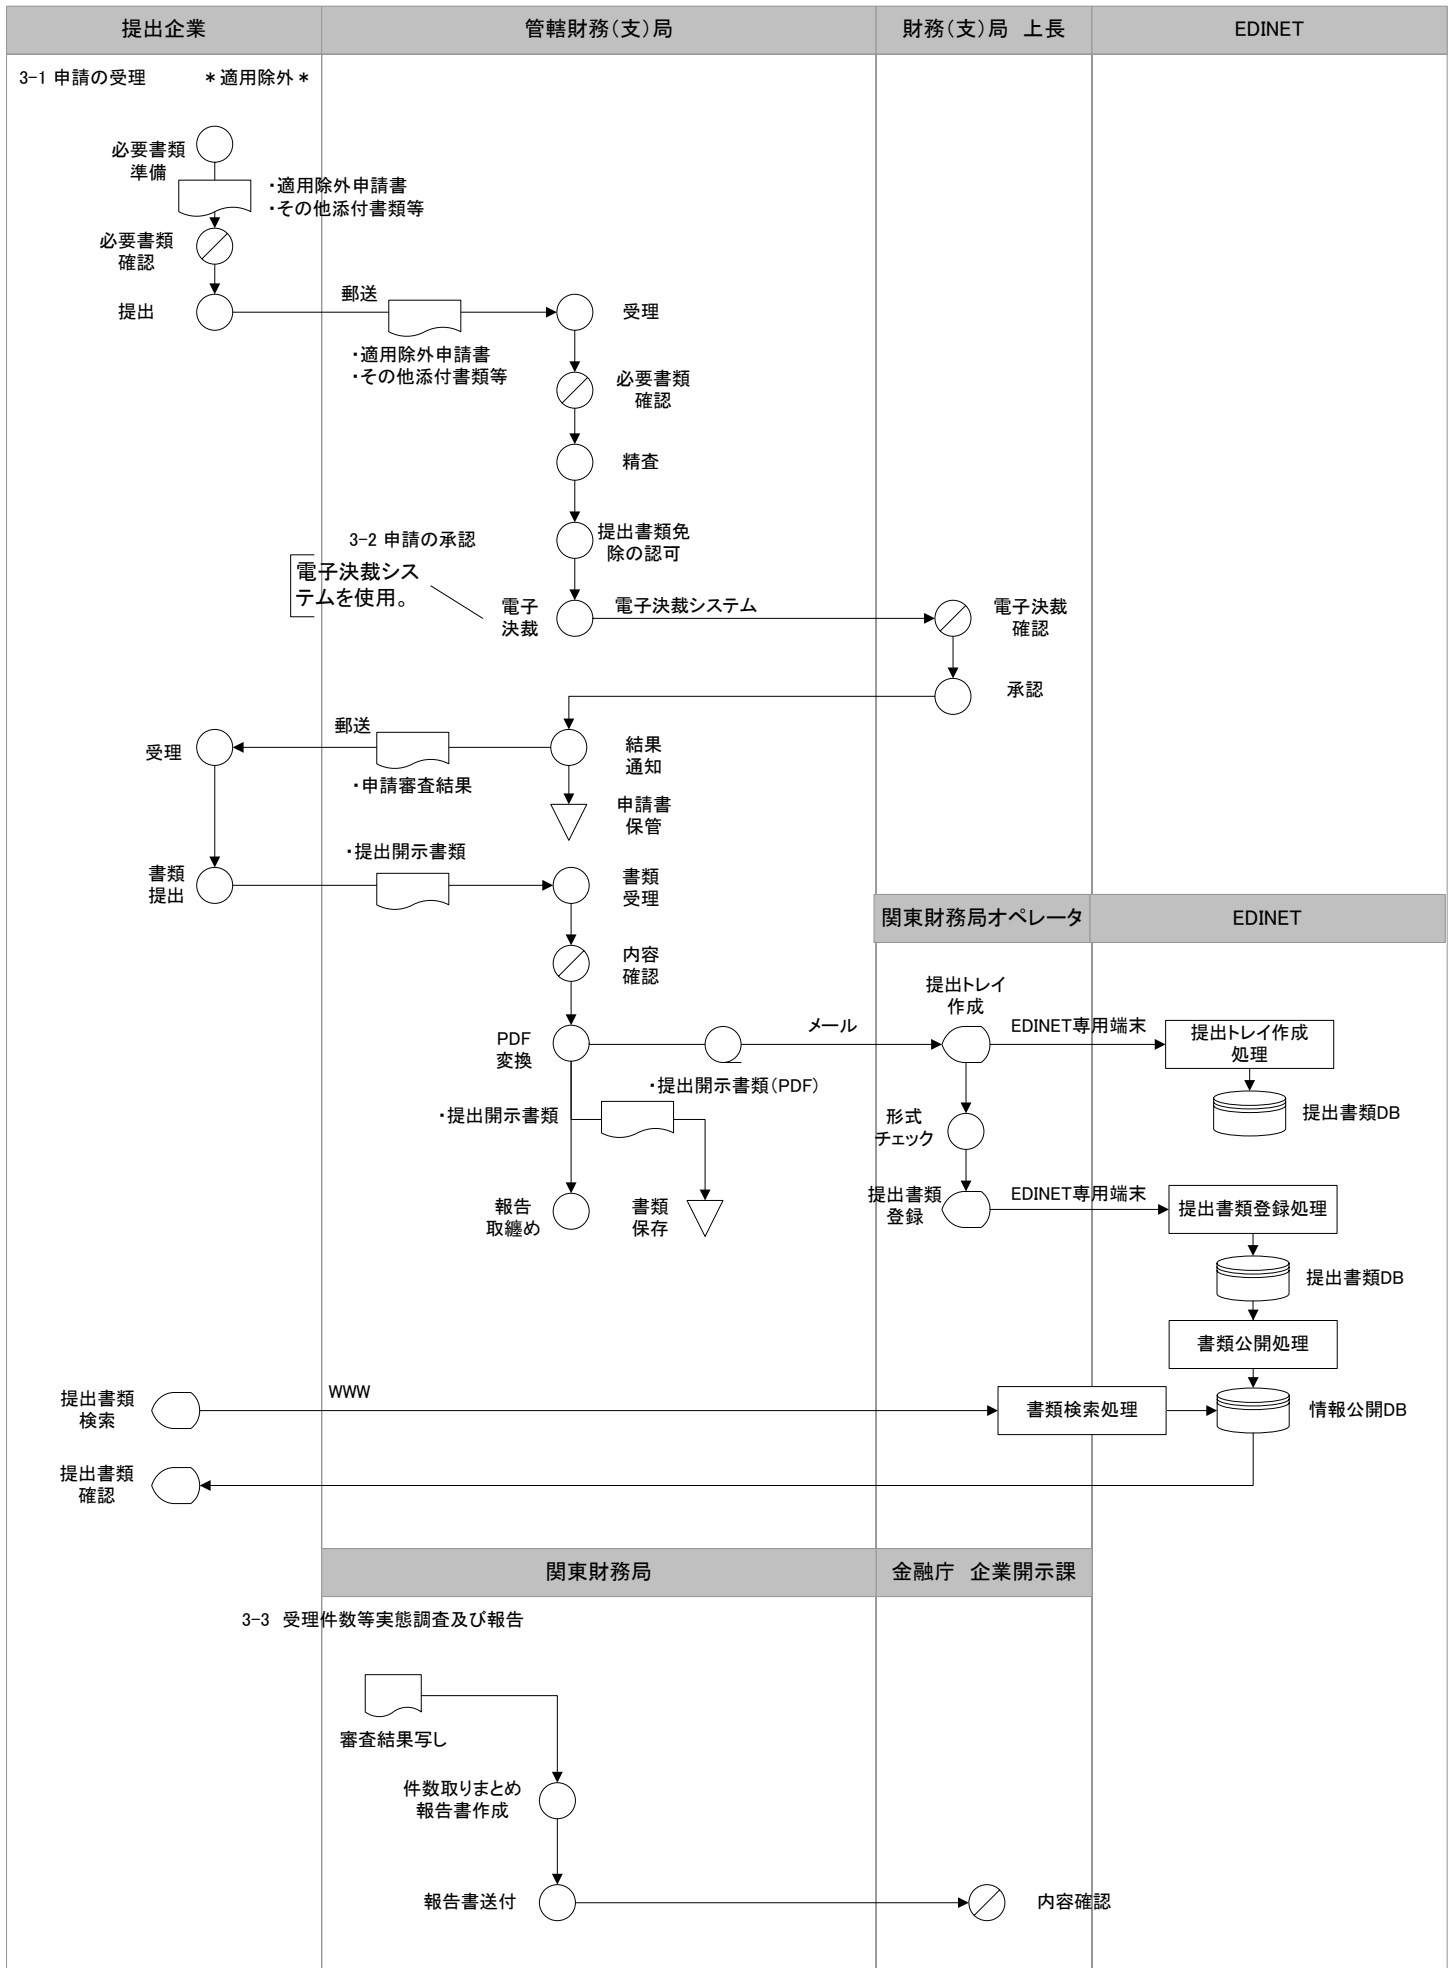 提出企業
管轄財務(支)局
財務(支)局 上長
EDINET
3-1 申請の受理 *適用除外*
必要書類
準備
・適用除外申請書
・その他添付書類等
必要書類
確認
提出
郵送
受理
・適用除外申請書
・その他添付書類等
必要書類
確認
精査
3-2 申請の承認
提出書類免
除の認可
電子決裁シス
テムを使用。
電子
決裁
電子決裁システム
電子決裁
確認
承認
郵送
受理
結果
通知
・申請審査結果
申請書
保管
・提出開示書類
書類
提出
書類
受理
関東財務局オペレータ
EDINET
内容
確認
提出トレイ
作成
PDF
変換
メール
EDINET専用端末
提出トレイ作成
処理
・提出開示書類(PDF)
・提出開示書類
提出書類DB
形式
チェック
報告
取纏め
書類
保存
提出書類
登録
EDINET専用端末
提出書類登録処理
提出書類DB
書類公開処理
提出書類
検索
WWW
書類検索処理
情報公開DB
提出書類
確認
関東財務局
金融庁 企業開示課
3-3 受理件数等実態調査及び報告
審査結果写し
件数取りまとめ
報告書作成
報告書送付
内容確認